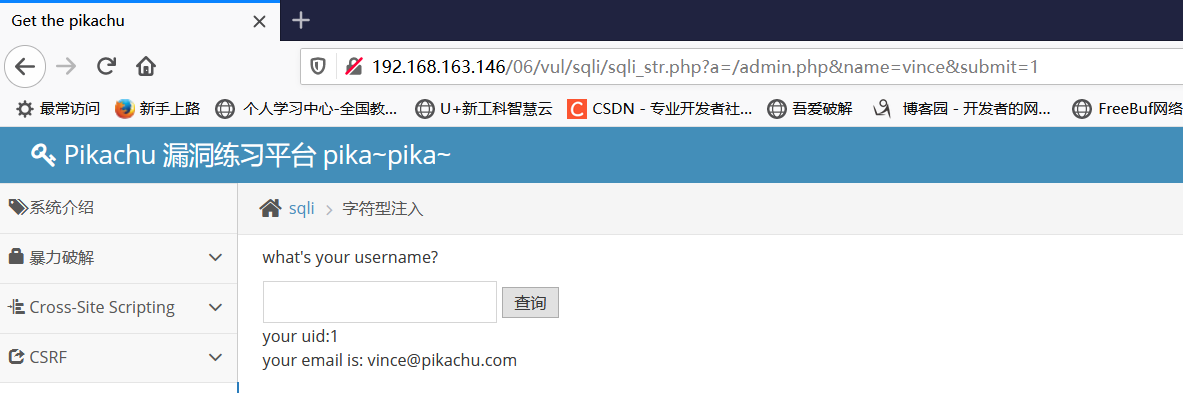 Get the pikachu
192.168.163.146/06/vul/sqli/sqli_str.php?a=/admin.php&name=vince&submit=1
最常访问 新手上路 个人学习中心-全国教... U+新工科智慧云 CSDN - 专业开发者社... 吾爱破解 博客园 - 开发者的网... FreeBuf网络
Pikachu 漏洞练习平台 pika~pika~
系统介绍
sqli 字符型注入
暴力破解
what's your username?
Cross-Site Scripting
查询
your uid:1
CSRF
your email is: vince@pikachu.com